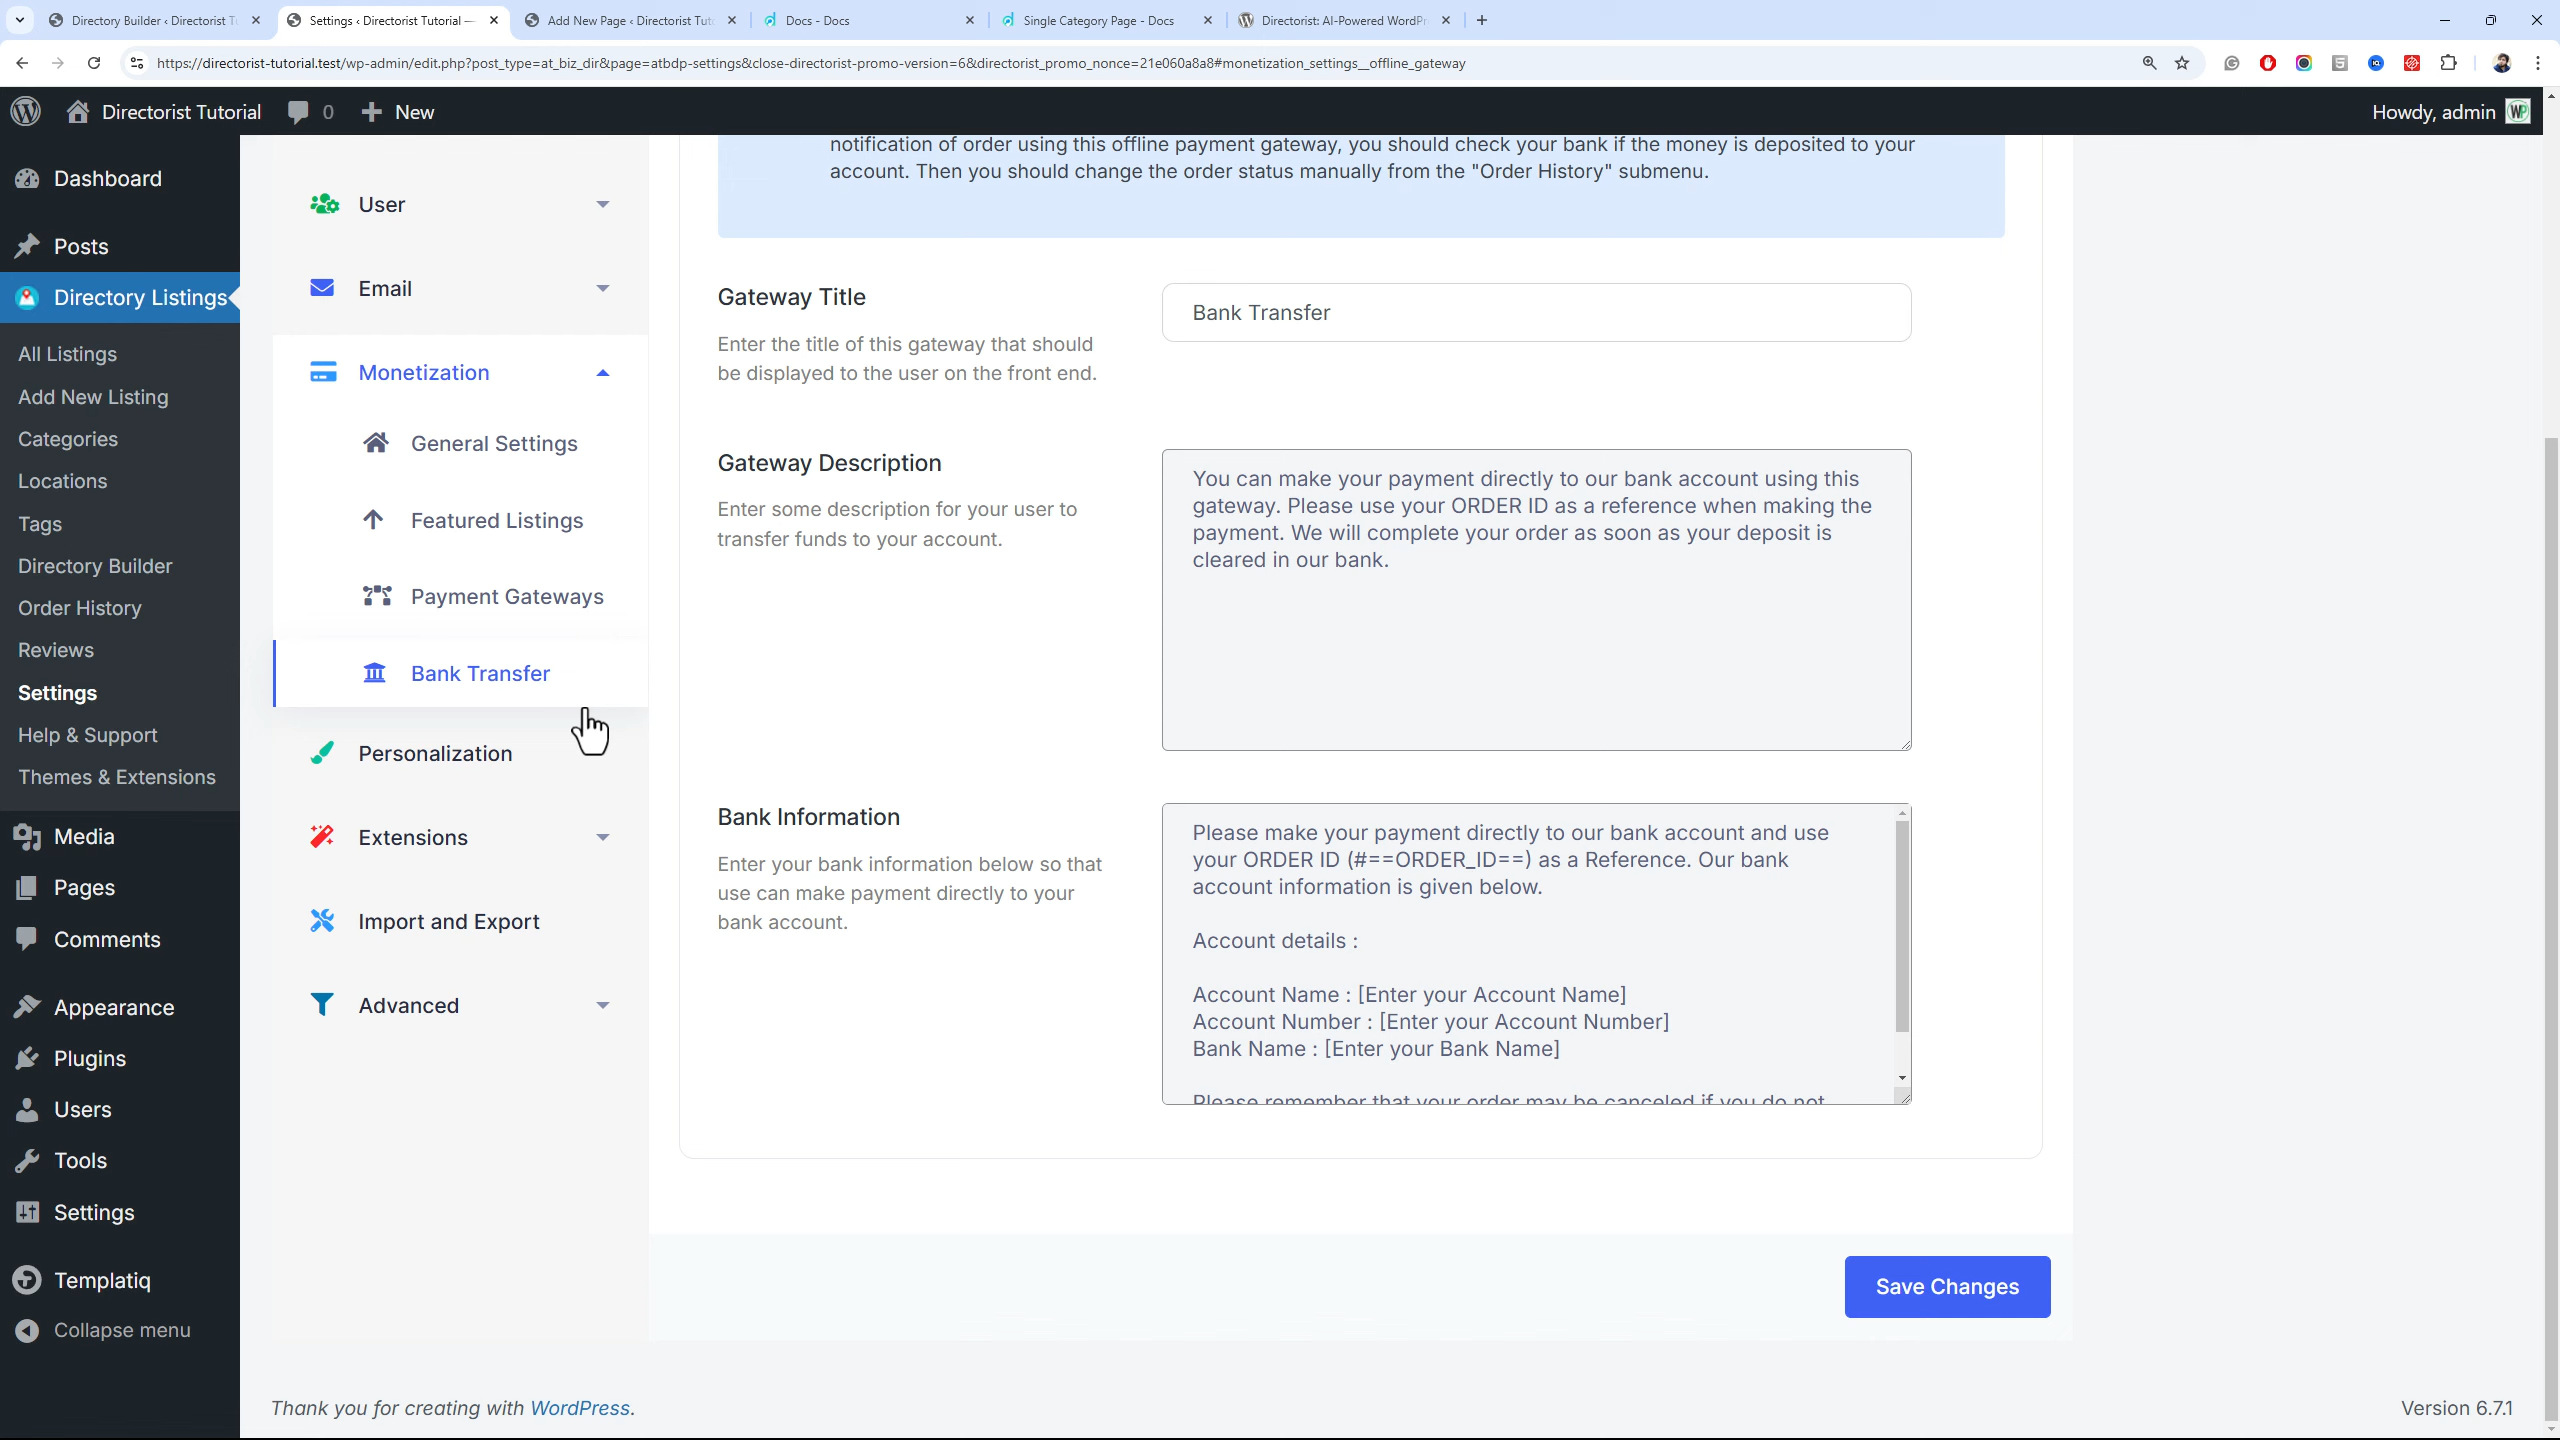 Directory Builder ‹ Directorist T
Settings ‹ Directorist Tutorial —
Add New Page ‹ Directorist Tut
Docs - Docs
Single Category Page - Docs
Directorist: AI-Powered WordPr
https://directorist-tutorial.test/wp-admin/edit.php?post_type=at_biz_dir&page=atbdp-settings&close-directorist-promo-version=6&directorist_promo_nonce=21e060a8a8#monetization_settings__offline_gateway
Directorist Tutorial
0
New
Howdy, admin
Dashboard
Posts
Directory Listings
All Listings
Add New Listing
Categories
Locations
Tags
Directory Builder
Order History
Reviews
Settings
Help & Support
Themes & Extensions
Media
Pages
Comments
Appearance
Plugins
Users
Tools
Settings
Templatiq
Collapse menu
User
Email
Monetization
General Settings
Featured Listings
Payment Gateways
Bank Transfer
Personalization
Extensions
Import and Export
Advanced
notification of order using this offline payment gateway, you should check your bank if the money is deposited to your
account. Then you should change the order status manually from the "Order History" submenu.
Gateway Title
Enter the title of this gateway that should
be displayed to the user on the front end.
Bank Transfer
Gateway Description
Enter some description for your user to
transfer funds to your account.
You can make your payment directly to our bank account using this
gateway. Please use your ORDER ID as a reference when making the
payment. We will complete your order as soon as your deposit is
cleared in our bank.
Bank Information
Enter your bank information below so that
use can make payment directly to your
bank account.
Please make your payment directly to our bank account and use
your ORDER ID (#==ORDER_ID==) as a Reference. Our bank
account information is given below.
Account details :
Account Name : [Enter your Account Name]
Account Number : [Enter your Account Number]
Bank Name : [Enter your Bank Name]
Please remember that your order may be canceled if you do not
Save Changes
Thank you for creating with WordPress.
Version 6.7.1